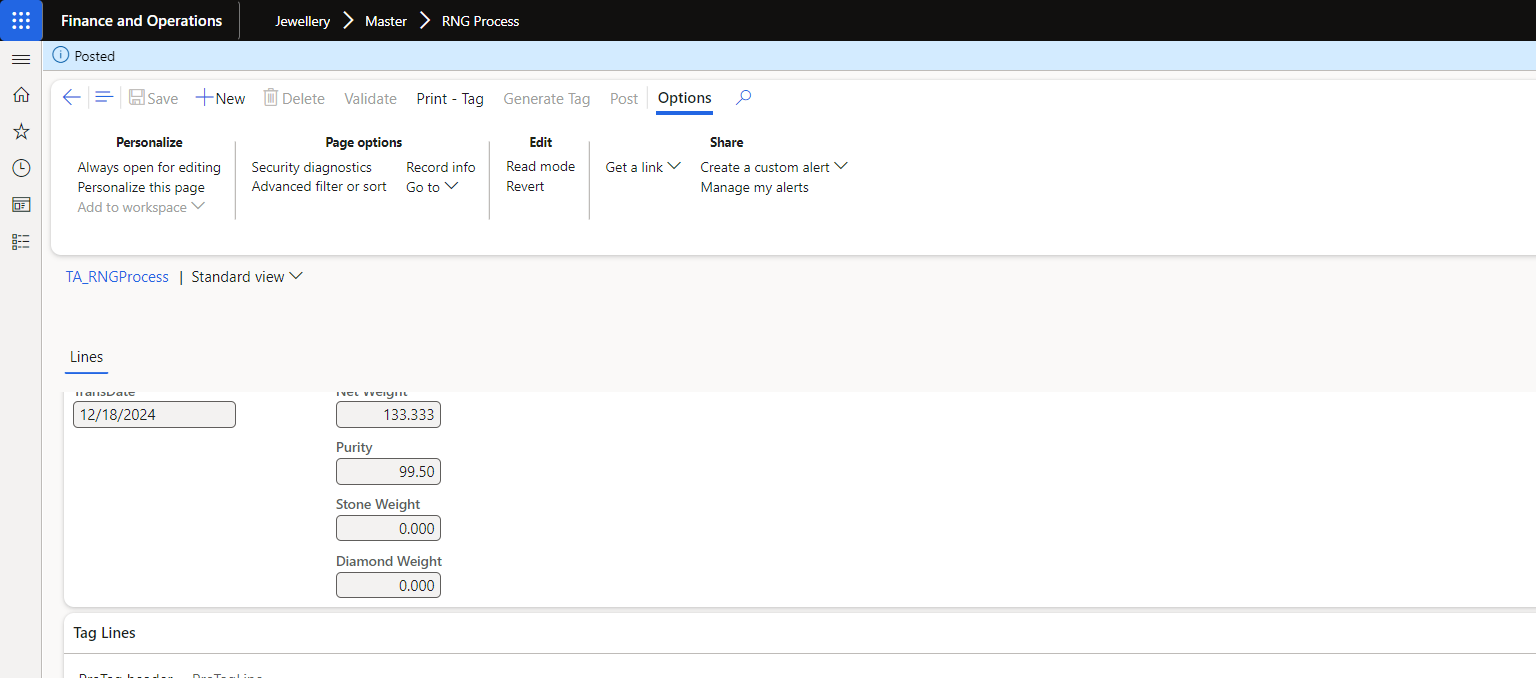 Finance and Operations Jewellery Master RNG Process
Posted
Save New Delete Validate Print - Tag Generate Tag Post Options
Personalize
Always open for editing
Personalize this page
Add to workspace
Page options
Security diagnostics
Advanced filter or sort
Record info
Go to
Edit
Read mode
Revert
Get a link
Share
Create a custom alert
Manage my alerts
TA_RNGProcess | Standard view
Lines
TransDate
12/18/2024
Net Weight
133.333
Purity
99.50
Stone Weight
0.000
Diamond Weight
0.000
Tag Lines